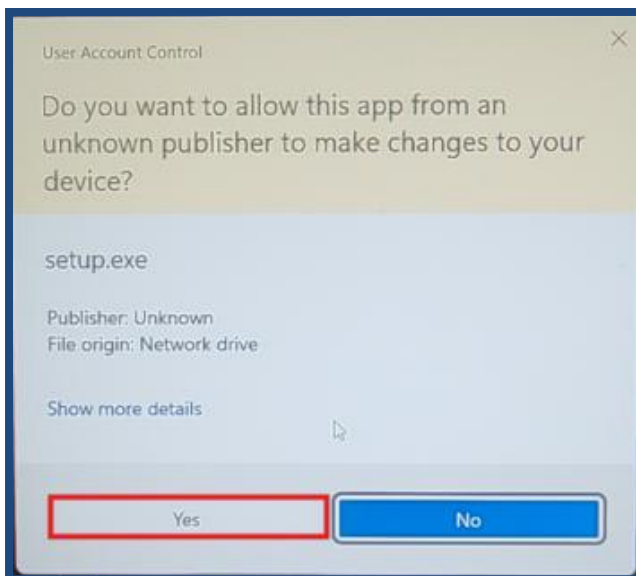 User Account Control
Do you want to allow this app from an
unknown publisher to make changes to your
device?
setup.exe
Publisher: Unknown
File origin: Network drive
Show more details
Yes
No